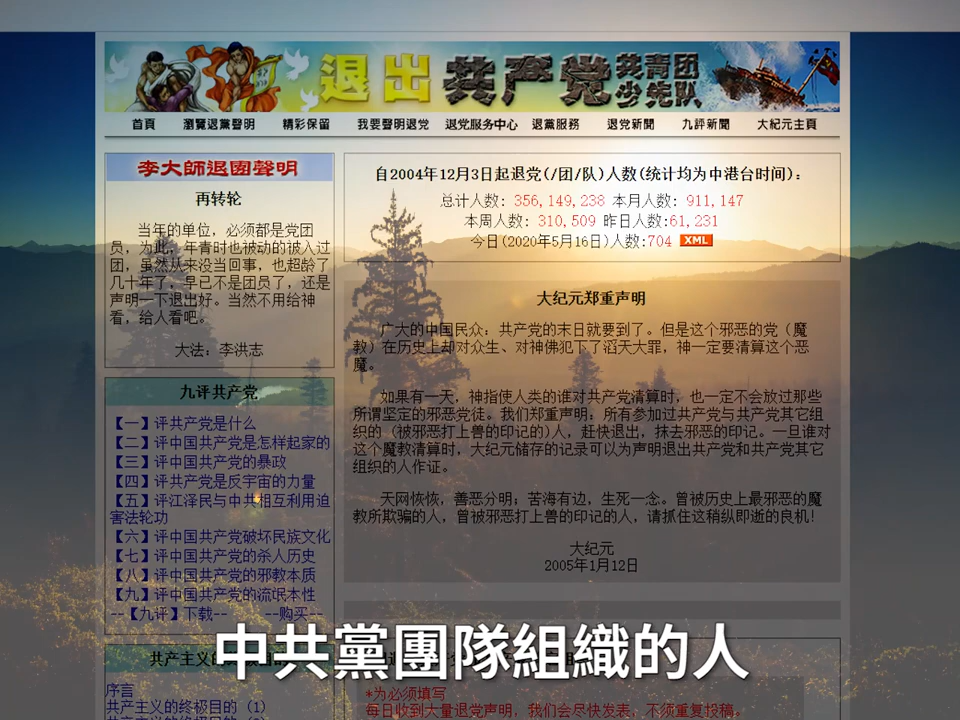 退出共产党 共青团 少先队
首頁 瀏覽退黨聲明 精彩保留 我要聲明退党 退党服务中心 退黨服務 退党新聞 九評新聞 大紀元主頁
李大師退團聲明
再转轮
当年的单位，必须都是党团
员，为此，年青时也被动的被入过
团，虽然从来没当回事，也超龄了
几十年了，早已不是团员了，还是
声明一下退出好。当然不用给神
看，给人看吧。
大法：李洪志
九评共产党
【一】评共产党是什么
【二】评中国共产党是怎样起家的
【三】评中国共产党的暴政
【四】评共产党是反宇宙的力量
【五】评江泽民与中共相互利用迫
害法轮功
【六】评中国共产党破坏民族文化
【七】评中国共产党的杀人历史
【八】评中国共产党的邪教本质
【九】评中国共产党的流氓本性
--【九评】下载-- --购买--
序言
共产主义的终极目的（1）
自2004年12月3日起退党(/团/队)人数(统计均为中港台时间)：
总计人数: 356,149,238 本月人数: 911,147
本周人数: 310,509 昨日人数:61,231
今日(2020年5月16日)人数:704 XML
大纪元郑重声明
广大的中国民众：共产党的末日就要到了。但是这个邪恶的党（魔
教）在历史上却对众生、对神佛犯下了滔天大罪，神一定要清算这个恶
魔。
如果有一天，神指使人类的谁对共产党清算时，也一定不会放过那些
所谓坚定的邪恶党徒。我们郑重声明，所有参加过共产党与共产党其它组
织的（被邪恶打上兽的印记的)人，赶快退出，抹去邪恶的印记。一旦谁对
这个魔教清算时，大纪元储存的记录可以为声明退出共产党和共产党其它
组织的人作证。
天网恢恢，善恶分明；苦海有边，生死一念。曾被历史上最邪恶的魔
教所欺骗的人，曾被邪恶打上兽的印记的人，请抓住这稍纵即逝的良机！
大纪元
2005年1月12日
*为必须填写
每日收到大量退党声明，我们会尽快发表，不须重复投稿。
中共黨團隊組織的人